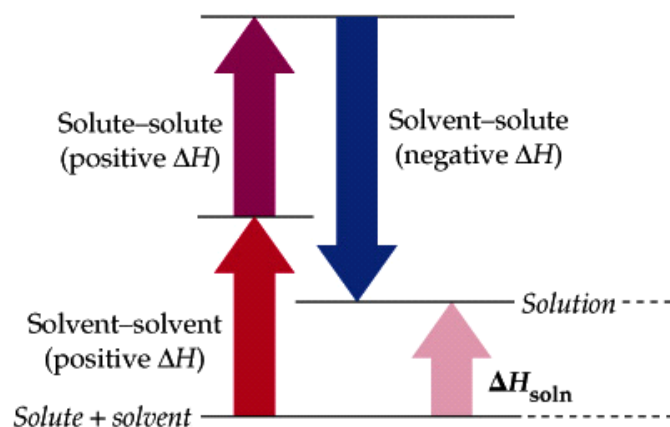 Solute–solute
(positive ΔH)
Solvent–solute
(negative ΔH)
Solvent–solvent
(positive ΔH)
Solution
ΔHsoln
Solute + solvent